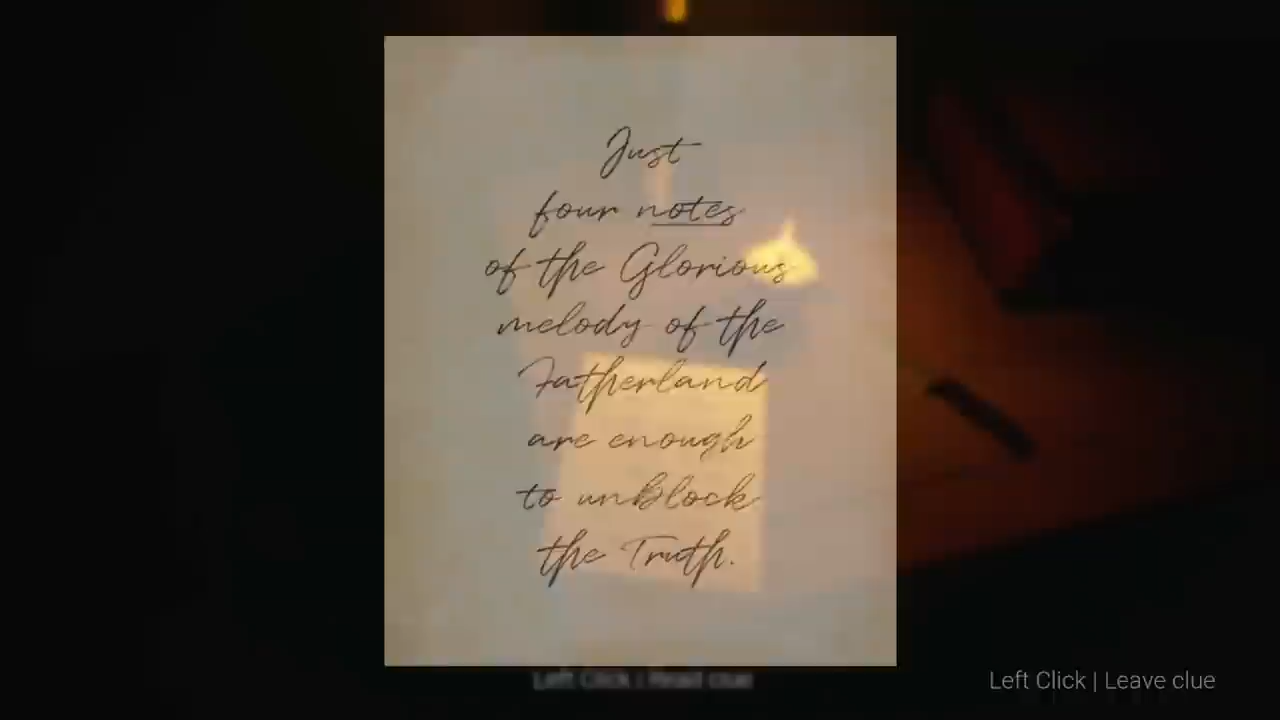 Just
four notes
of the Glorious
melody of the
Fatherland
are enough
to unBlock
the Truth.
Left Click | Read clue
Left Click | Leave clue